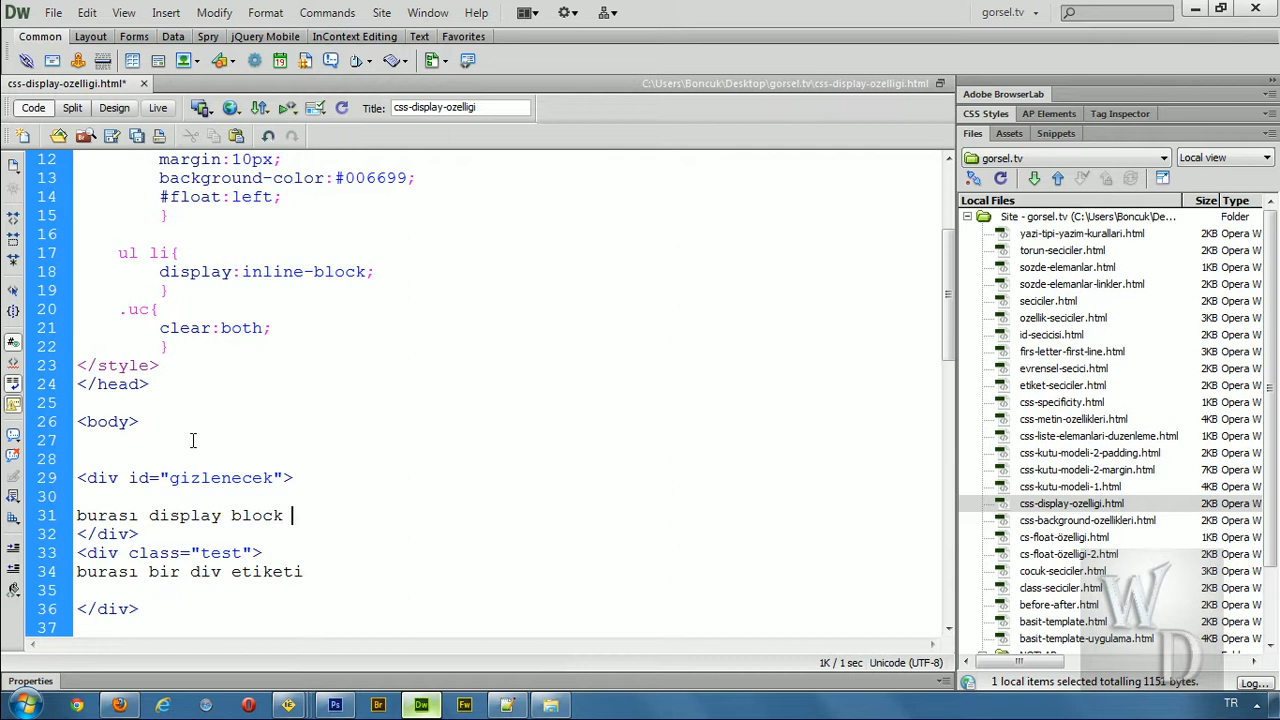 Dw File Edit View Insert Modify Format Commands Site Window Help gorsel.tv
Common Layout Forms Data Spry jQuery Mobile InContext Editing Text Favorites
css-display-ozelligi.html* C:\Users\Boncuk\Desktop\gorsel.tv\css-display-ozelligi.html
Code Split Design Live Title: css-display-ozelligi
12 margin:10px;
13 background-color:#006699;
14 #float:left;
15 }
16
17 ul li{
18 display:inline-block;
19 }
20 .uc{
21 clear:both;
22 }
23 </style>
24 </head>
25
26 <body>
27
28
29 <div id="gizlenecek">
30
31 burası display block
32 </div>
33 <div class="test">
34 burası bir div etiketi
35
36 </div>
37
1K / 1 sec Unicode (UTF-8)
Properties
Adobe BrowserLab
CSS Styles AP Elements Tag Inspector
Files Assets Snippets
gorsel.tv Local view
Local Files Size Type
Site - gorsel.tv (C:\Users\Boncuk\De... Folder
yazi-tipi-yazim-kurallari.html 2KB Opera W
torun-seciciler.html 2KB Opera W
sozde-elemanlar.html 1KB Opera W
sozde-elemanlar-linkler.html 2KB Opera W
seciciler.html 1KB Opera W
ozellik-seciciler.html 2KB Opera W
id-secicisi.html 2KB Opera W
firs-letter-first-line.html 2KB Opera W
evrensel-secici.html 2KB Opera W
etiket-seciciler.html 2KB Opera W
css-specificity.html 2KB Opera W
css-metin-ozellikleri.html 4KB Opera W
css-liste-elemanlari-duzenleme.html 1KB Opera W
css-kutu-modeli-2-padding.html 2KB Opera W
css-kutu-modeli-2-margin.html 2KB Opera W
css-kutu-modeli-1.html 4KB Opera W
css-display-ozelligi.html 2KB Opera W
css-background-ozellikleri.html 2KB Opera W
cs-float-özelligi.html 1KB Opera W
cs-float-özelligi-2.html 2KB Opera W
cocuk-seciciler.html 2KB Opera W
class-seciciler.html 2KB Opera W
before-after.html 1KB Opera W
basit-template.html 1KB Opera W
basit-template-uygulama.html 4KB Opera W
1 local items selected totalling 1151 bytes. Log...
W
D
Ps Br Dw Fw TR